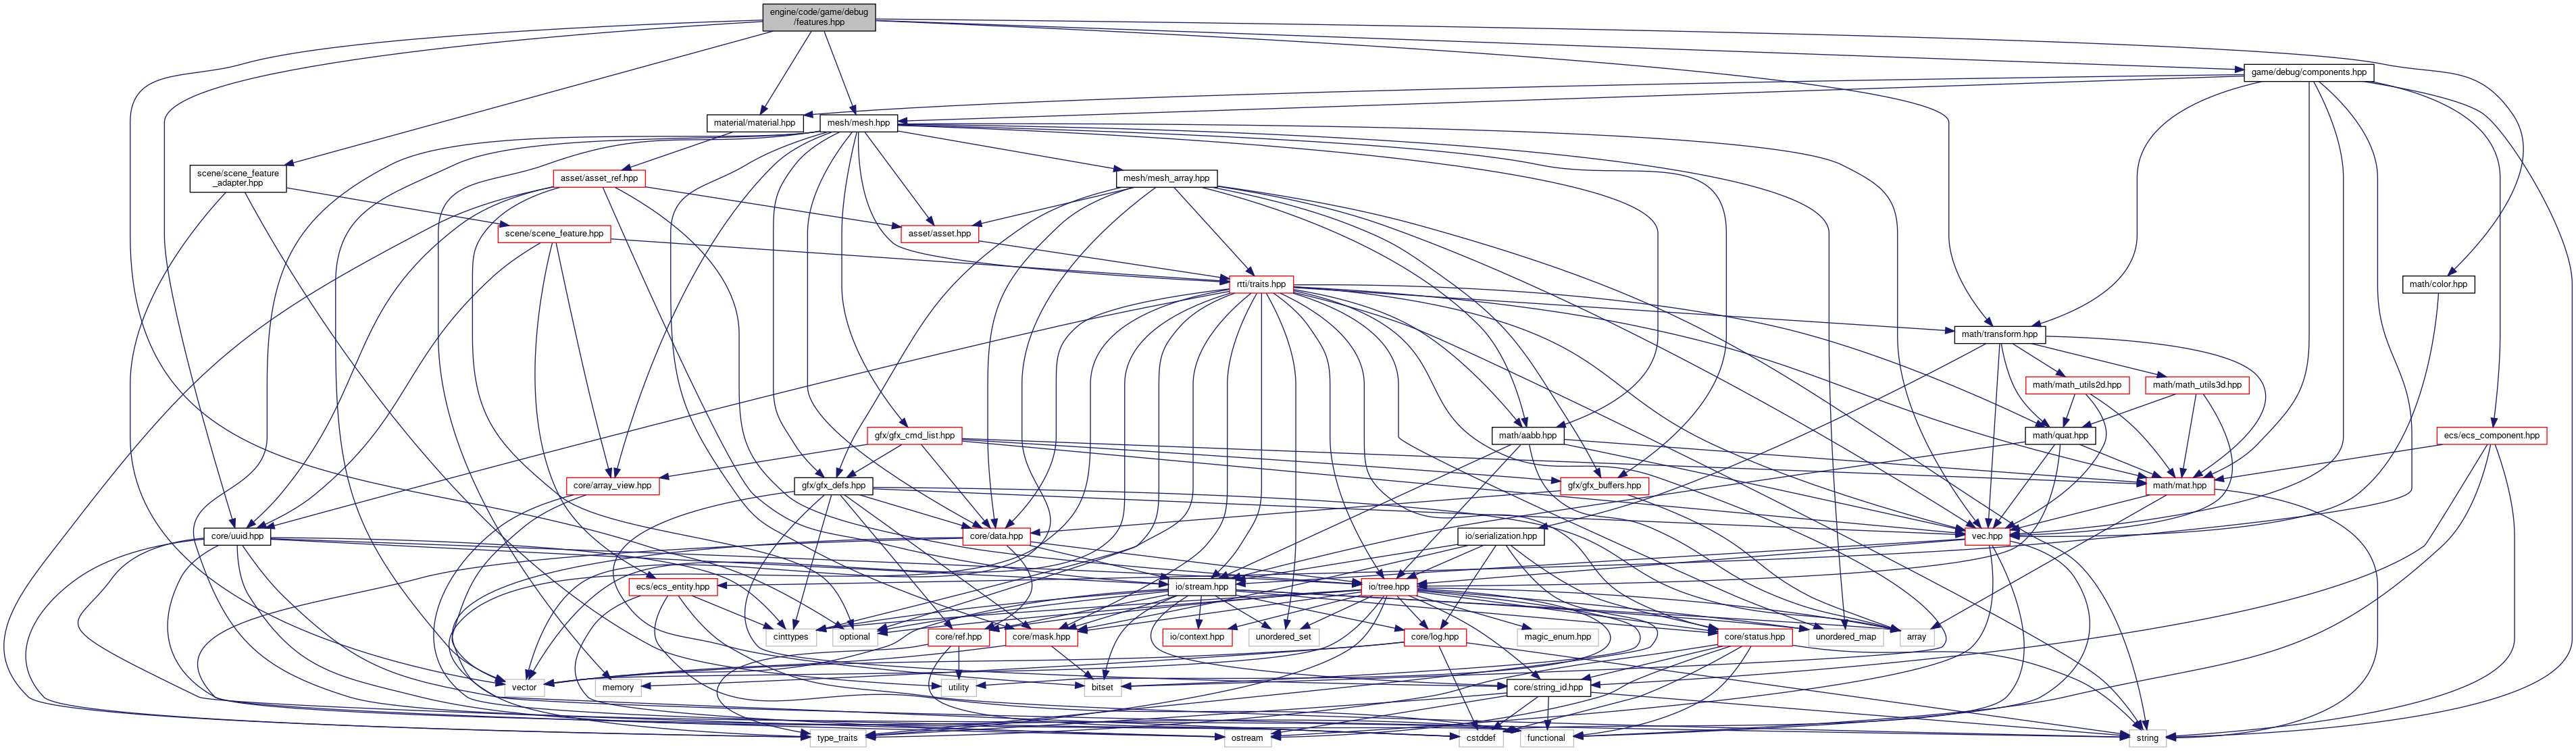 engine/code/game/debug
/features.hpp
game/debug/components.hpp
material/material.hpp
mesh/mesh.hpp
scene/scene_feature
_adapter.hpp
asset/asset_ref.hpp
mesh/mesh_array.hpp
scene/scene_feature.hpp
asset/asset.hpp
rtti/traits.hpp
math/color.hpp
math/transform.hpp
math/math_utils2d.hpp
math/math_utils3d.hpp
gfx/gfx_cmd_list.hpp
math/aabb.hpp
math/quat.hpp
ecs/ecs_component.hpp
core/array_view.hpp
gfx/gfx_defs.hpp
gfx/gfx_buffers.hpp
math/mat.hpp
core/uuid.hpp
core/data.hpp
io/serialization.hpp
vec.hpp
ecs/ecs_entity.hpp
io/stream.hpp
io/tree.hpp
cinttypes
optional
core/ref.hpp
core/mask.hpp
io/context.hpp
unordered_set
core/log.hpp
magic_enum.hpp
core/status.hpp
unordered_map
array
vector
memory
utility
bitset
core/string_id.hpp
type_traits
ostream
cstddef
functional
string